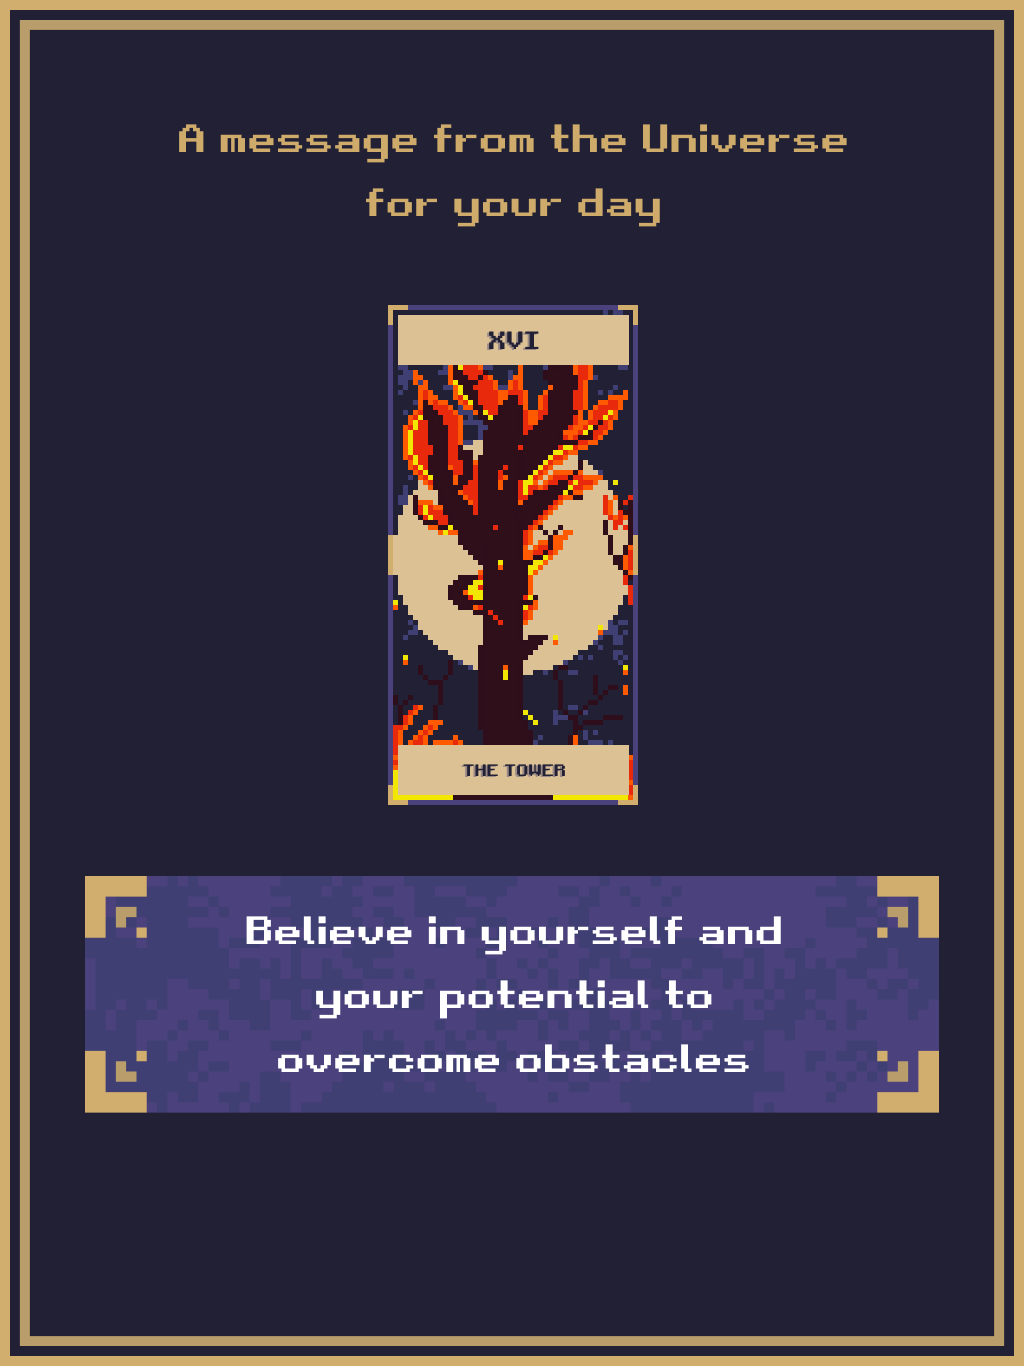 A message from the Universe
for your day
XVI
THE TOWER
Believe in yourself and
your potential to
overcome obstacles